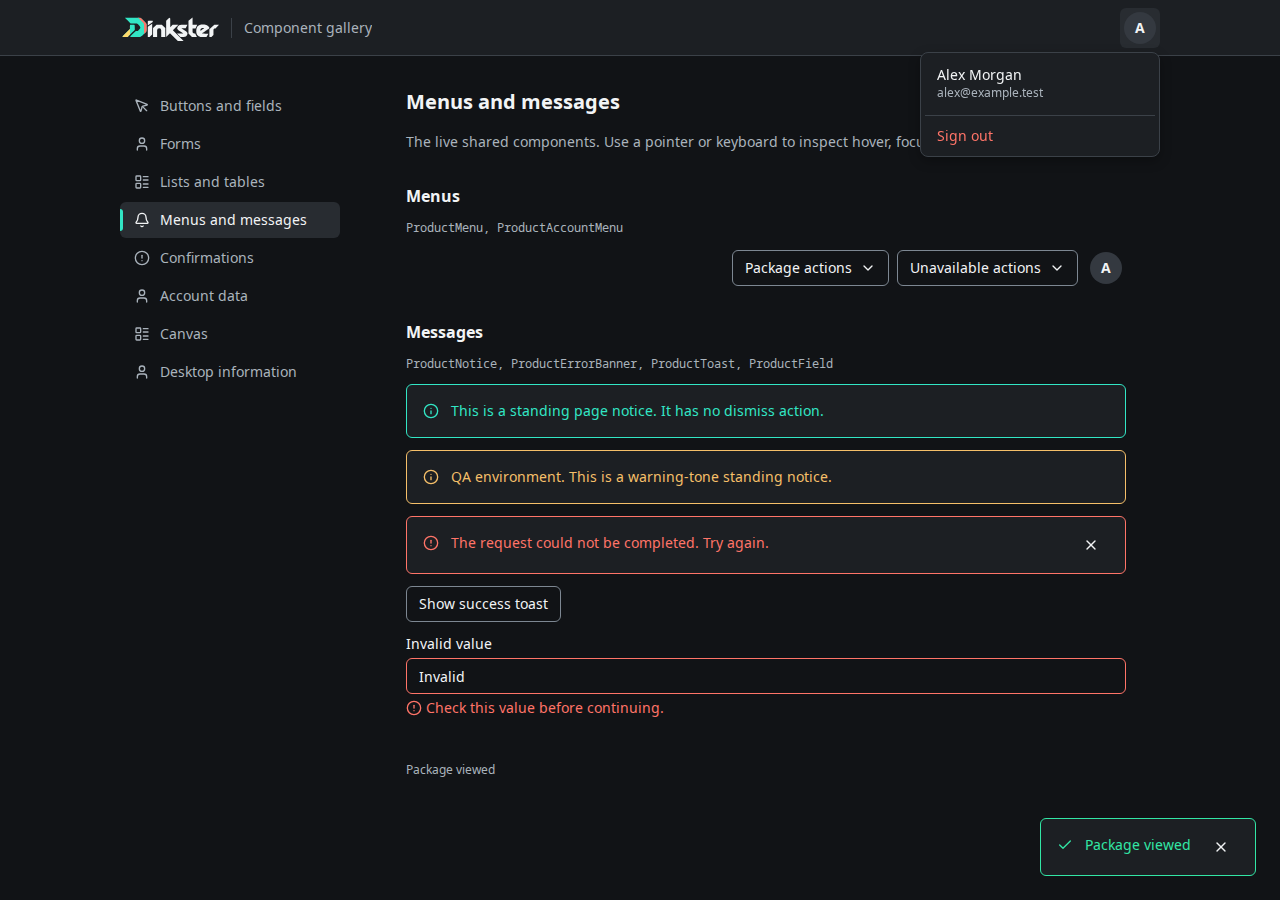 Dinkster
Component gallery
A
Alex Morgan
alex@example.test
Sign out
Buttons and fields
Forms
Lists and tables
Menus and messages
Confirmations
Account data
Canvas
Desktop information
Menus and messages
The live shared components. Use a pointer or keyboard to inspect hover,
Menus
ProductMenu, ProductAccountMenu
Package actions
Unavailable actions
A
Messages
ProductNotice, ProductErrorBanner, ProductToast, ProductField
This is a standing page notice. It has no dismiss action.
QA environment. This is a warning-tone standing notice.
The request could not be completed. Try again.
Show success toast
Invalid value
Invalid
Check this value before continuing.
Package viewed
Package viewed